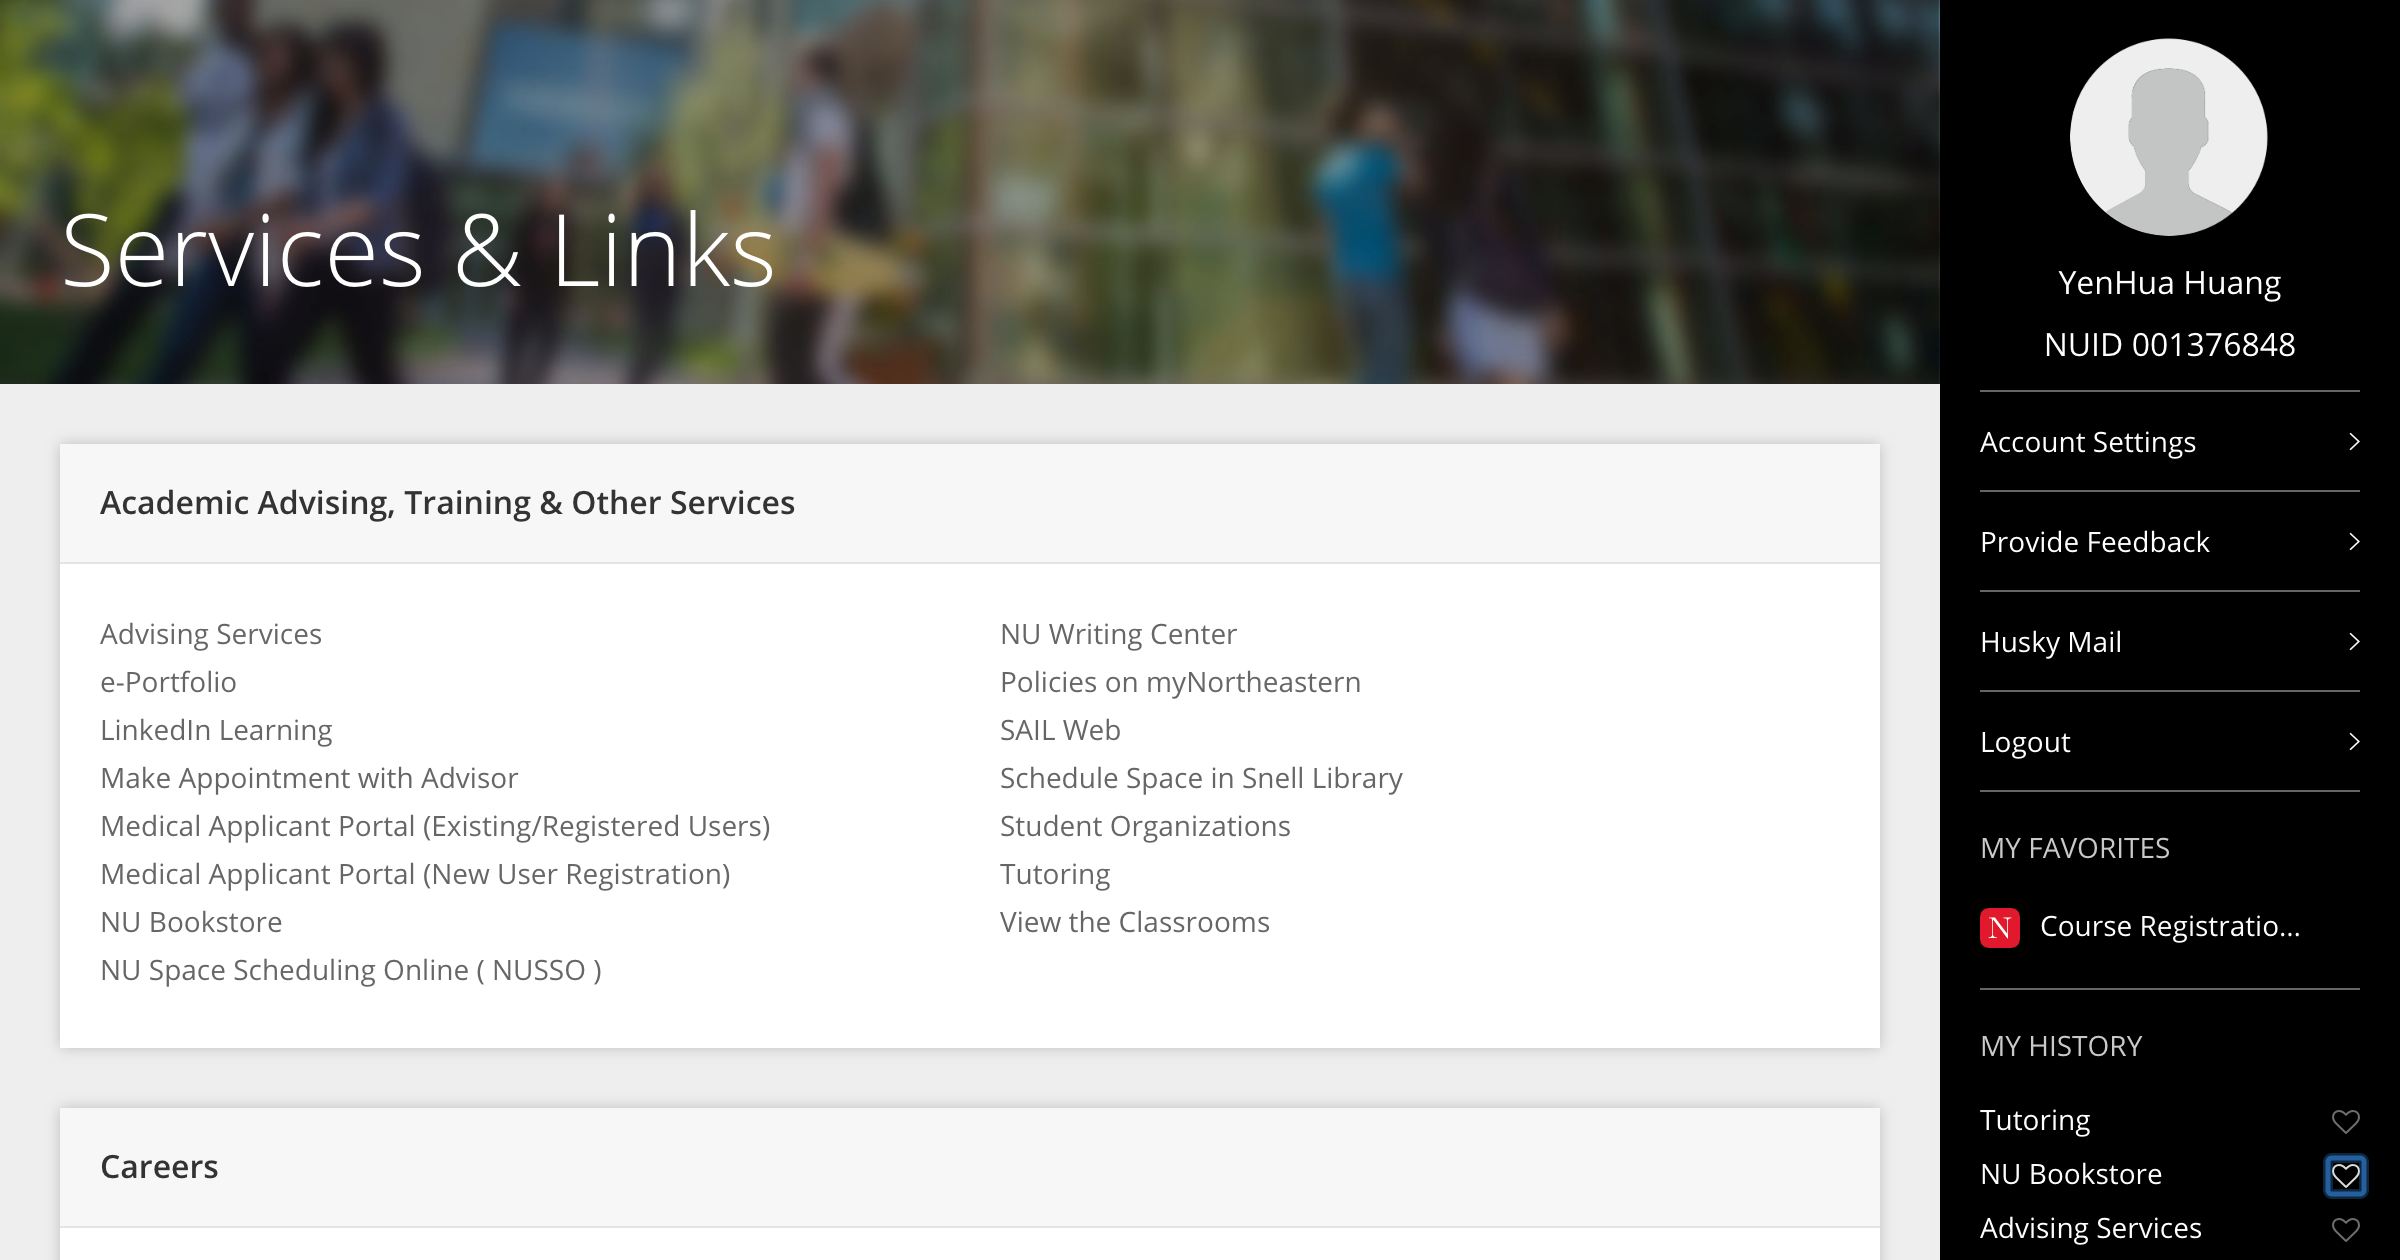 Services & Links
Academic Advising, Training & Other Services
Advising Services
e-Portfolio
LinkedIn Learning
Make Appointment with Advisor
Medical Applicant Portal (Existing/Registered Users)
Medical Applicant Portal (New User Registration)
NU Bookstore
NU Space Scheduling Online ( NUSSO )
NU Writing Center
Policies on myNortheastern
SAIL Web
Schedule Space in Snell Library
Student Organizations
Tutoring
View the Classrooms
Careers
YenHua Huang
NUID 001376848
Account Settings
Provide Feedback
Husky Mail
Logout
MY FAVORITES
N Course Registratio...
MY HISTORY
Tutoring
NU Bookstore
Advising Services